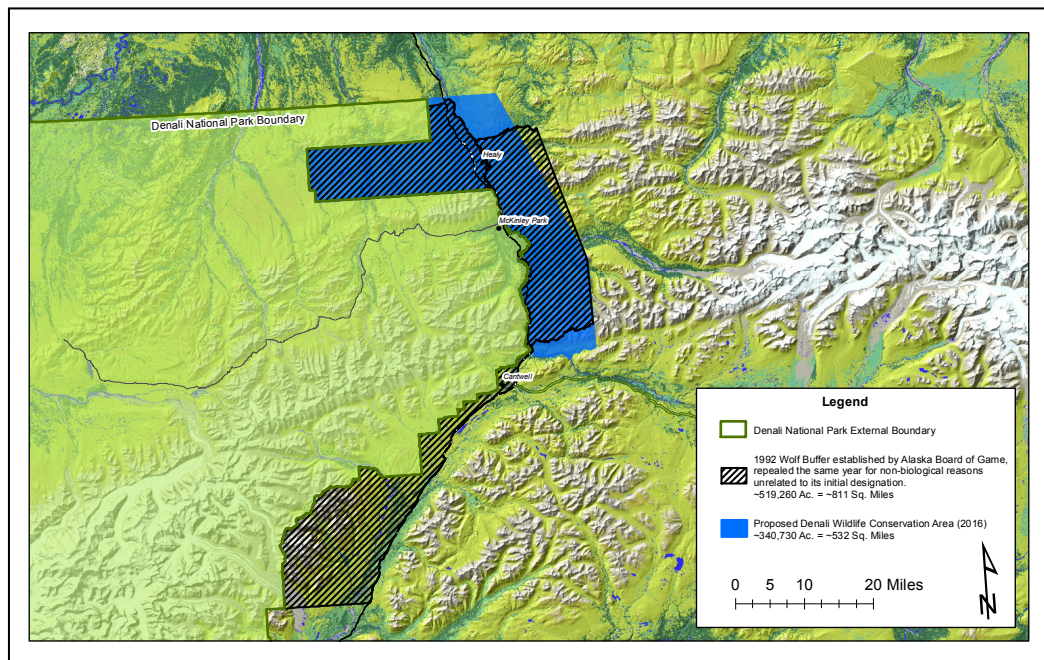 Denali National Park Boundary
Healy
McKinley Park
Cantwell
Legend
Denali National Park External Boundary
1992 Wolf Buffer established by Alaska Board of Game,
repealed the same year for non-biological reasons
unrelated to its initial designation.
~519,260 Ac. = ~811 Sq. Miles
Proposed Denali Wildlife Conservation Area (2016)
~340,730 Ac. = ~532 Sq. Miles
0 5 10 20 Miles
N